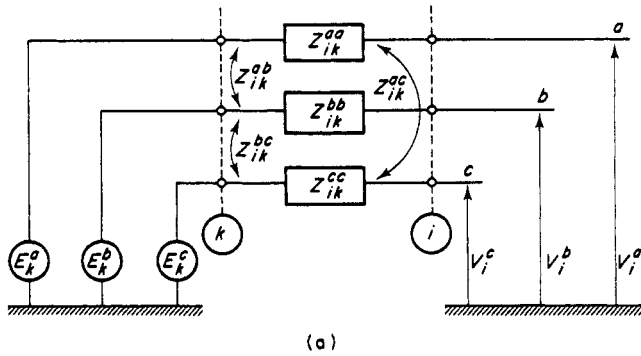 a
Z_{ik}^{aa}
Z_{ik}^{ab}
Z_{ik}^{ac}
b
Z_{ik}^{bb}
Z_{ik}^{bc}
c
Z_{ik}^{cc}
k
i
E_k^a
E_k^b
E_k^c
V_i^c
V_i^b
V_i^a
(a)